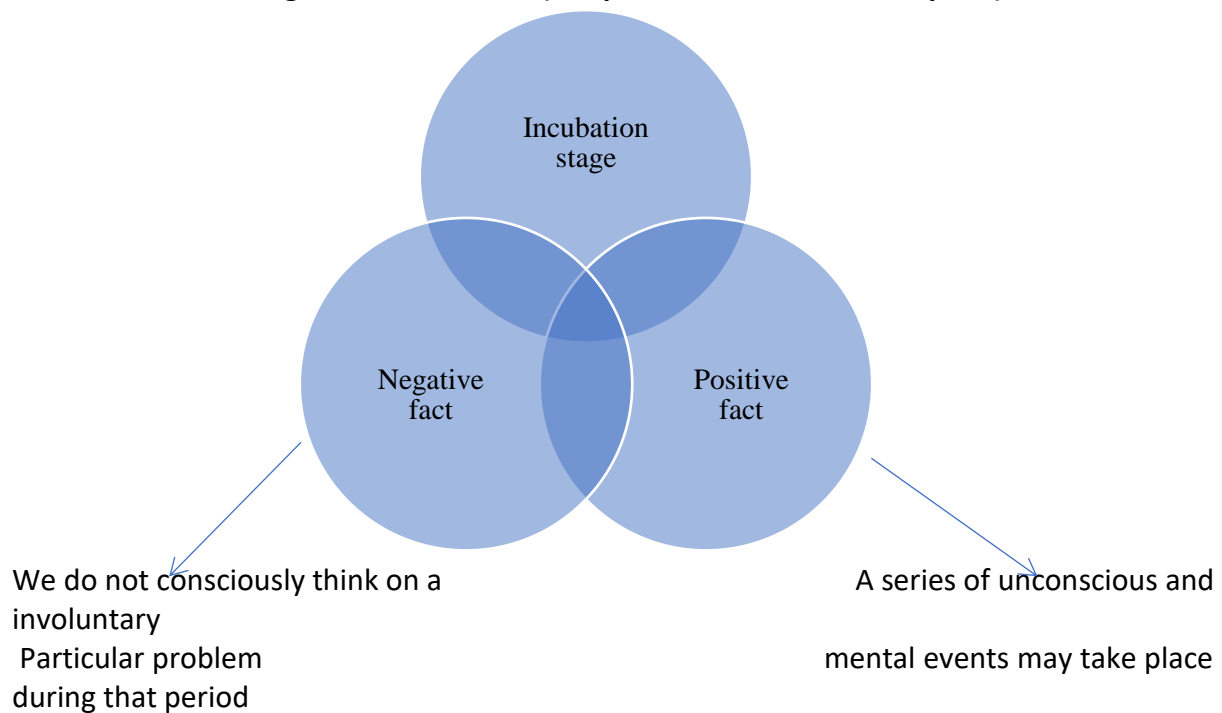 Incubation
stage
Negative
fact
Positive
fact
We do not consciously think on a
involuntary
Particular problem
during that period
A series of unconscious and
mental events may take place